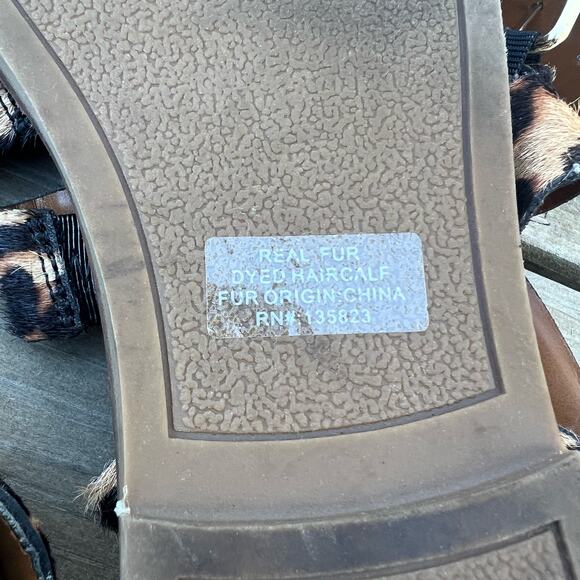 REAL FUR
DYED HAIRCALF
FUR ORIGIN:CHINA
RN# 135823